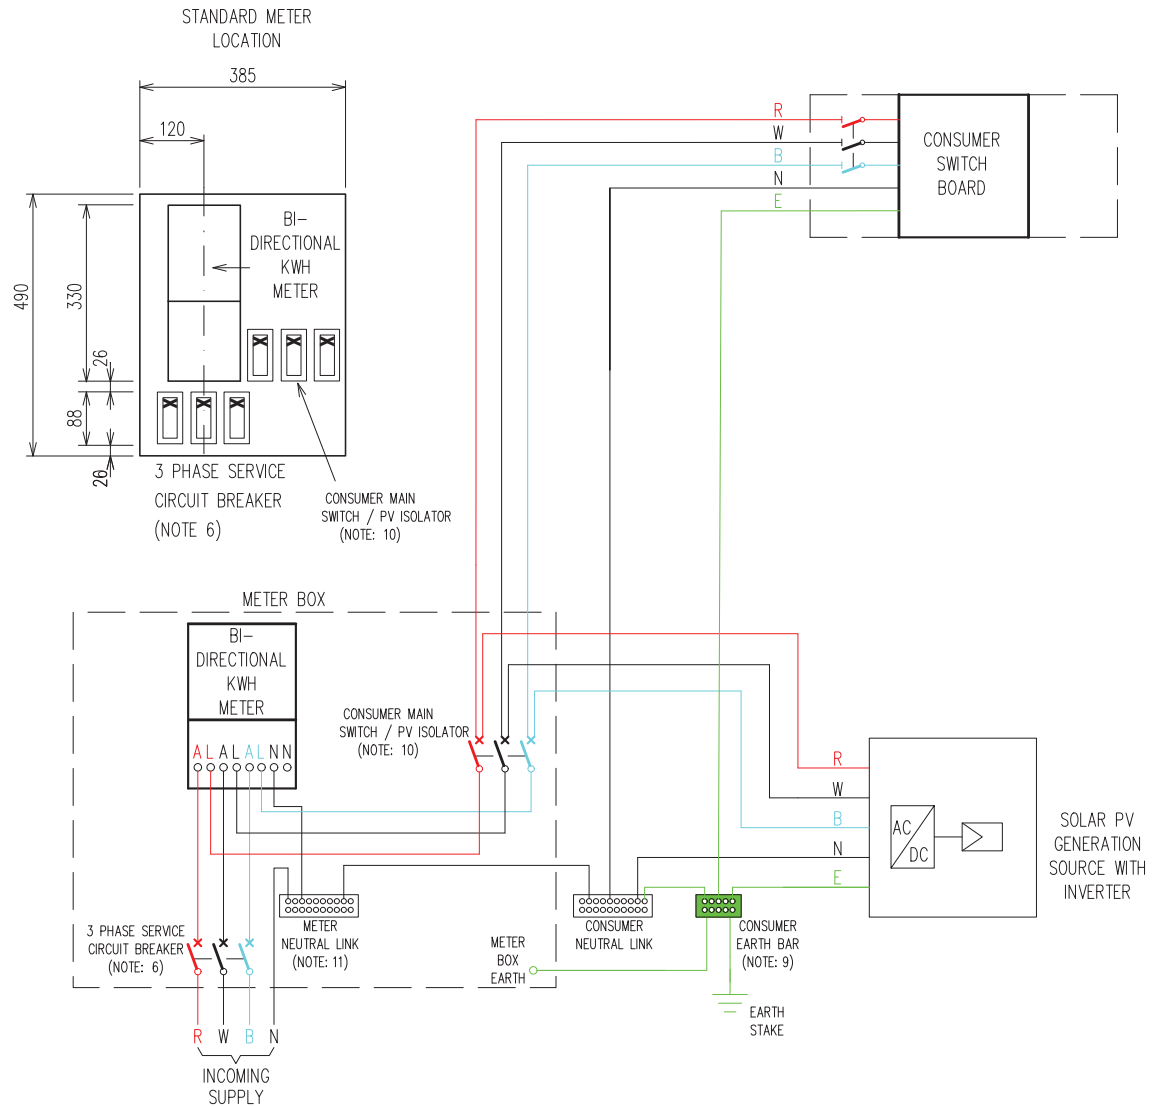 STANDARD METER
LOCATION
385
120
490
330
26
88
26
20
BI-
DIRECTIONAL
KWH
METER
3 PHASE SERVICE
CIRCUIT BREAKER
(NOTE 6)
CONSUMER MAIN
SWITCH / PV ISOLATOR
(NOTE: 10)
R
W
B
N
E
CONSUMER
SWITCH
BOARD
METER BOX
BI-
DIRECTIONAL
KWH
METER
A L A L A L N N
CONSUMER MAIN
SWITCH / PV ISOLATOR
(NOTE: 10)
R
W
B
N
E
AC
DC
SOLAR PV
GENERATION
SOURCE WITH
INVERTER
3 PHASE SERVICE
CIRCUIT BREAKER
(NOTE: 6)
METER
NEUTRAL LINK
(NOTE: 11)
METER
BOX
EARTH
CONSUMER
NEUTRAL LINK
CONSUMER
EARTH BAR
(NOTE: 9)
EARTH
STAKE
R W B N
INCOMING
SUPPLY